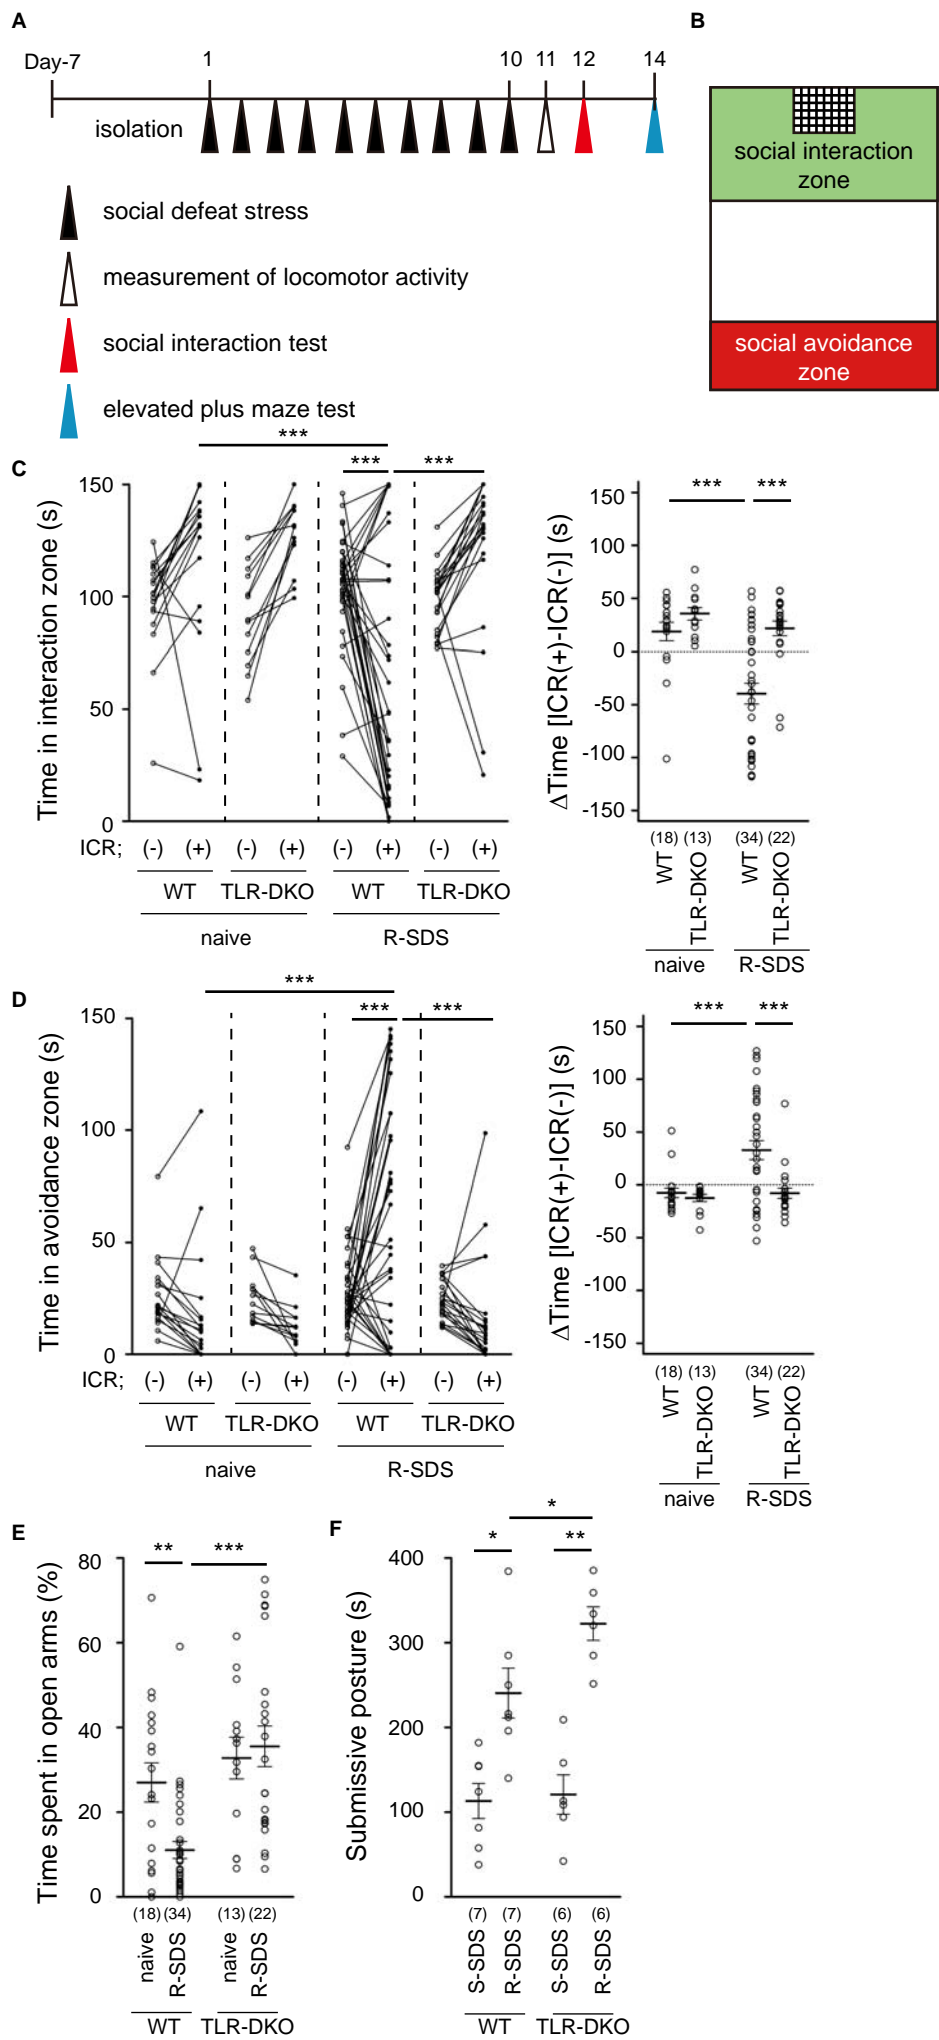 A
B
Day-7
1
10
11
12
14
isolation
social defeat stress
measurement of locomotor activity
social interaction test
elevated plus maze test
social interaction
zone
social avoidance
zone
C
Time in interaction zone (s)
150
100
50
0
***
***
***
ICR; (-) (+) (-) (+) (-) (+) (-) (+)
WT TLR-DKO WT TLR-DKO
naive R-SDS
ΔTime [ICR(+)-ICR(-)] (s)
150
100
50
0
-50
-100
-150
*** ***
(18) (13) (34) (22)
WT TLR-DKO WT TLR-DKO
naive R-SDS
D
Time in avoidance zone (s)
150
100
50
0
***
***
***
ICR; (-) (+) (-) (+) (-) (+) (-) (+)
WT TLR-DKO WT TLR-DKO
naive R-SDS
ΔTime [ICR(+)-ICR(-)] (s)
150
100
50
0
-50
-100
-150
*** ***
(18) (13) (34) (22)
WT TLR-DKO WT TLR-DKO
naive R-SDS
E
Time spent in open arms (%)
80
60
40
20
0
** ***
(18) (34) (13) (22)
naive R-SDS naive R-SDS
WT TLR-DKO
F
Submissive posture (s)
400
300
200
100
0
*
* **
(7) (7) (6) (6)
S-SDS R-SDS S-SDS R-SDS
WT TLR-DKO